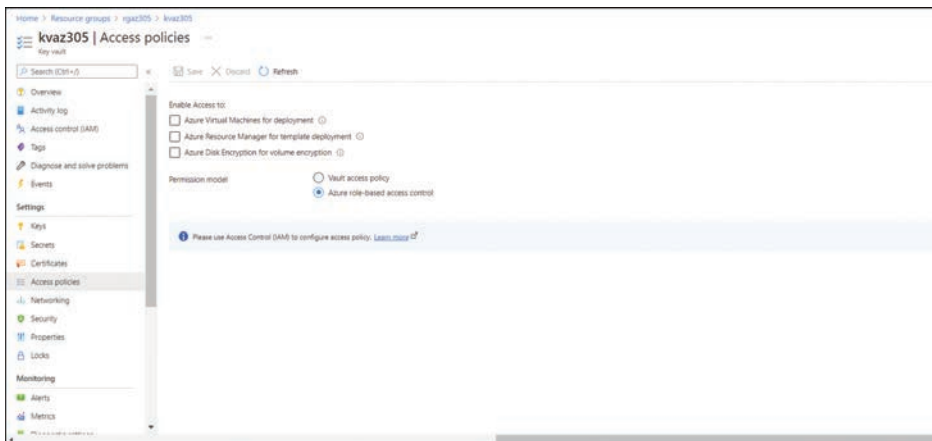 Home > Resource groups > rgaz305 > kvaz305
kvaz305 | Access policies ...
Key vault
Search (Ctrl+/)
«
Save
Discard
Refresh
Overview
Activity log
Access control (IAM)
Tags
Diagnose and solve problems
Events
Settings
Keys
Secrets
Certificates
Access policies
Networking
Security
Properties
Locks
Monitoring
Alerts
Metrics
Diagnostic settings
Enable Access to:
Azure Virtual Machines for deployment
Azure Resource Manager for template deployment
Azure Disk Encryption for volume encryption
Permission model
Vault access policy
Azure role-based access control
Please use Access Control (IAM) to configure access policy. Learn more